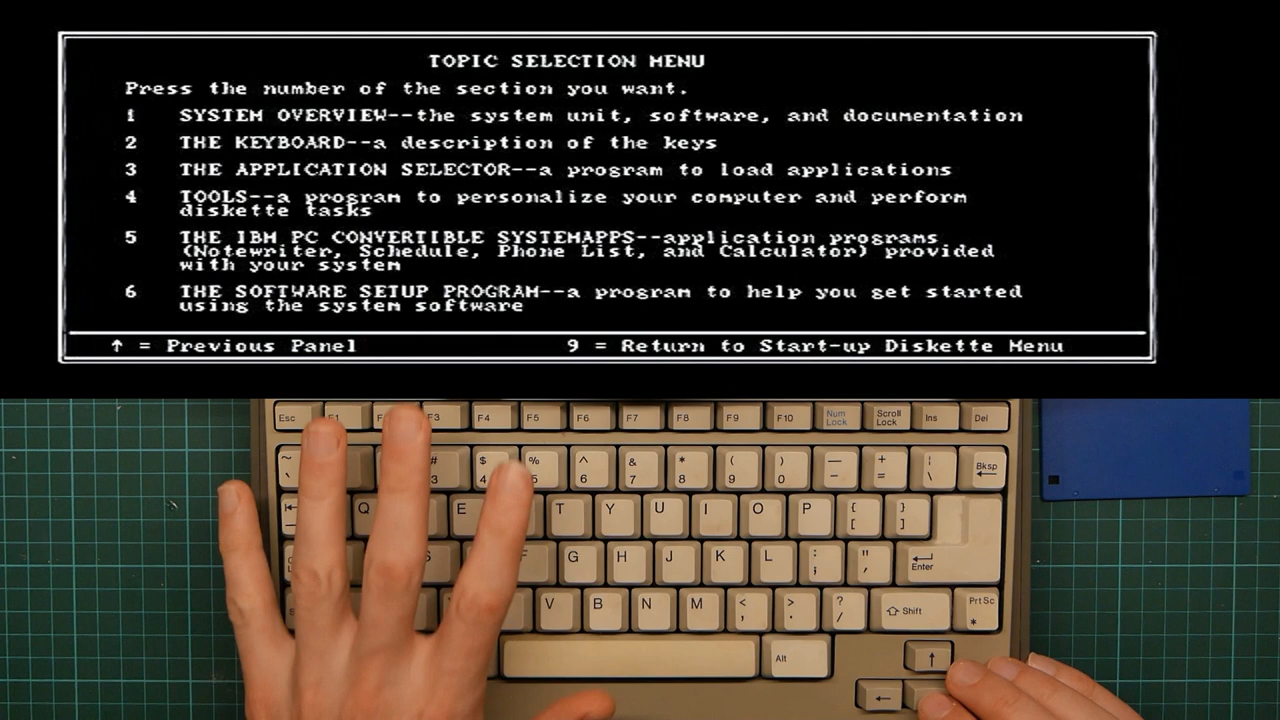 TOPIC SELECTION MENU
Press the number of the section you want.
1 SYSTEM OVERVIEW--the system unit, software, and documentation
2 THE KEYBOARD--a description of the keys
3 THE APPLICATION SELECTOR--a program to load applications
4 TOOLS--a program to personalize your computer and perform
diskette tasks
5 THE IBM PC CONVERTIBLE SYSTEMAPPS--application programs
(Notewriter, Schedule, Phone List, and Calculator) provided
with your system
6 THE SOFTWARE SETUP PROGRAM--a program to help you get started
using the system software
↑ = Previous Panel 9 = Return to Start-up Diskette Menu
Esc F1 F3 F4 F5 F6 F7 F8 F9 F10 Num Lock Scroll Lock Ins Del
~ # $ % ^ & * ( ) — + ¦ Bksp
` 3 4 5 6 7 8 9 0 - = \ ←
Q E T Y U I O P { [ } ]
S F G H J K L : ; " ' Enter
V B N M < , > . ? / ⇧ Shift PrtSc *
Alt ↑
←